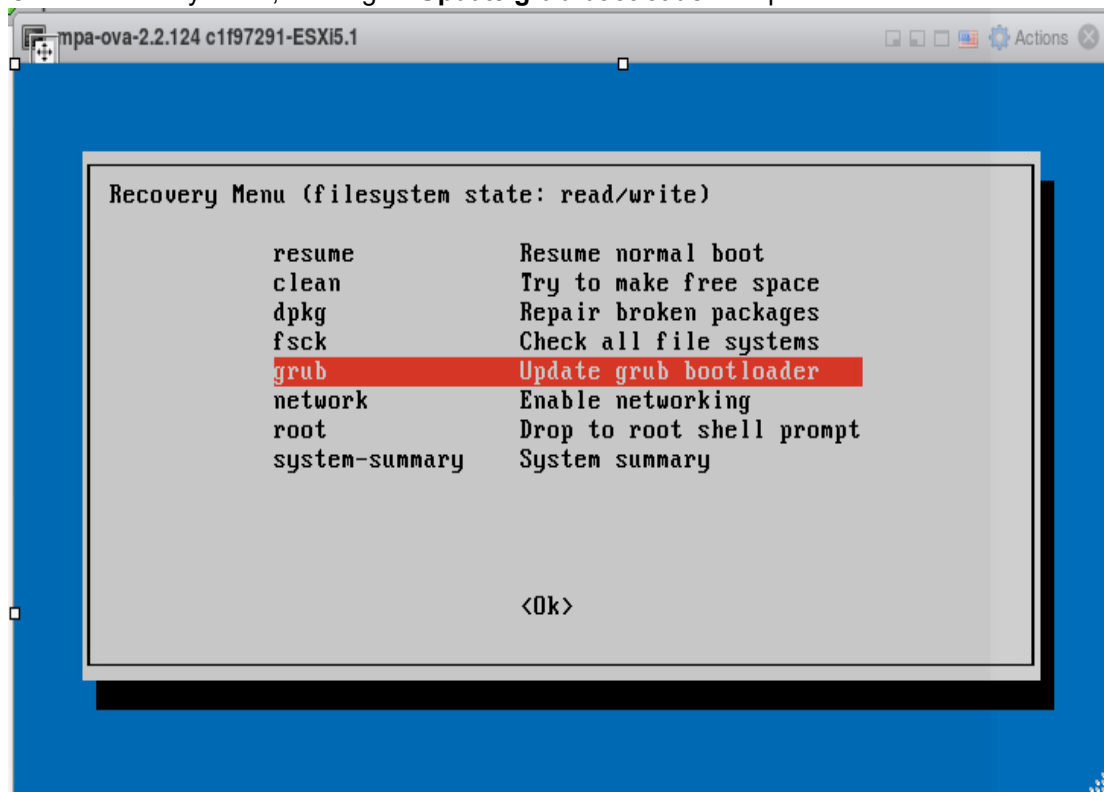 mpa-ova-2.2.124 c1f97291-ESXi5.1 Actions
Recovery Menu (filesystem state: read/write)
resume Resume normal boot
clean Try to make free space
dpkg Repair broken packages
fsck Check all file systems
grub Update grub bootloader
network Enable networking
root Drop to root shell prompt
system-summary System summary
<Ok>